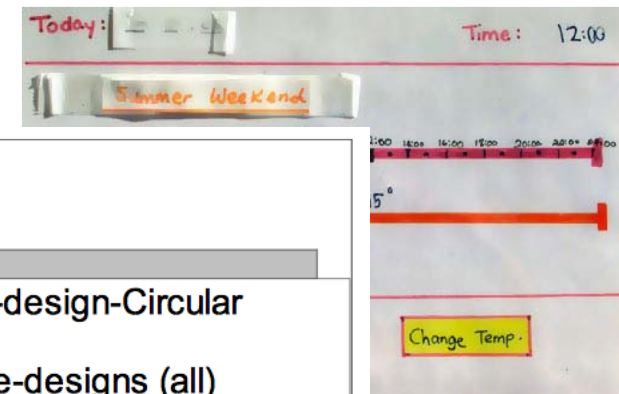 Today:
Time: 12:00
Summer Weekend
2:00 14:00 16:00 18:00 20:00 :00
5°
-design-Circular
Change Temp.
e-designs (all)